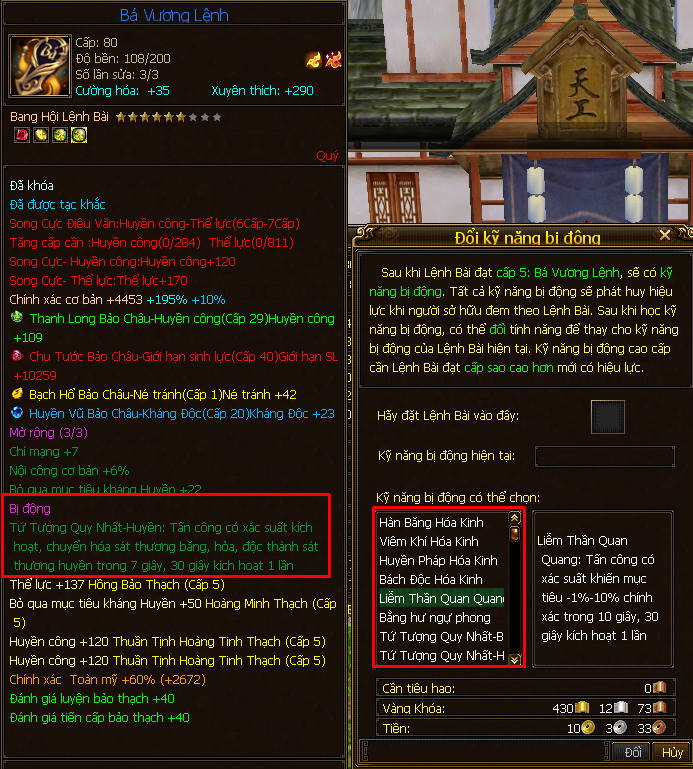 Bá Vương Lệnh
Cấp: 80
Độ bền: 108/200
Số lần sửa: 3/3
Cường hóa: +35 Xuyên thích: +290
Bang Hội Lệnh Bài
Quý
Đã khóa
Đã được tạc khắc
Song Cực Điêu Văn:Huyền công-Thể lực(6Cấp-7Cấp)
Tăng cấp cần :Huyền công(0/284) Thể lực(0/811)
Song Cực- Huyền công:Huyền công+120
Song Cực- Thể lực:Thể lực+170
Chính xác cơ bản +4453 +195% +10%
Thanh Long Bảo Châu-Huyền công(Cấp 29)Huyền công
+109
Chu Tước Bảo Châu-Giới hạn sinh lực(Cấp 40)Giới hạn SL
+10259
Bạch Hổ Bảo Châu-Né tránh(Cấp 1)Né tránh +42
Huyền Vũ Bảo Châu-Kháng Độc(Cấp 20)Kháng Độc +23
Mở rộng (3/3)
Chí mạng +7
Nội công cơ bản +6%
Bỏ qua mục tiêu kháng Huyền +22
Bị động
Tứ Tượng Quy Nhất-Huyền: Tấn công có xác suất kích
hoạt, chuyển hóa sát thương băng, hỏa, độc thành sát
thương huyền trong 7 giây, 30 giây kích hoạt 1 lần
Thể lực +137 Hồng Bảo Thạch (Cấp 5)
Bỏ qua mục tiêu kháng Huyền +50 Hoàng Minh Thạch (Cấp
5)
Huyền công +120 Thuần Tịnh Hoàng Tinh Thạch (Cấp 5)
Huyền công +120 Thuần Tịnh Hoàng Tinh Thạch (Cấp 5)
Chính xác Toàn mỹ +60% (+2672)
Đánh giá luyện bảo thạch +40
Đánh giá tiến cấp bảo thạch +40
天工
Đổi kỹ năng bị động
Sau khi Lệnh Bài đạt cấp 5: Bá Vương Lệnh, sẽ có kỹ
năng bị động. Tất cả kỹ năng bị động sẽ phát huy hiệu
lực khi người sở hữu đem theo Lệnh Bài. Sau khi học kỹ
năng bị động, có thể đổi tính năng để thay cho kỹ năng
bị động của Lệnh Bài hiện tại. Kỹ năng bị động cao cấp
cần Lệnh Bài đạt cấp sao cao hơn mới có hiệu lực.
Hãy đặt Lệnh Bài vào đây:
Kỹ năng bị động hiện tại:
Kỹ năng bị động có thể chọn:
Hàn Băng Hóa Kinh
Viêm Khí Hóa Kinh
Huyền Pháp Hóa Kinh
Bách Độc Hóa Kinh
Liễm Thần Quan Quang
Bằng hư ngự phong
Tứ Tượng Quy Nhất-B
Tứ Tượng Quy Nhất-H
Liễm Thần Quan
Quang: Tấn công có
xác suất khiến mục
tiêu -1%-10% chính
xác trong 10 giây, 30
giây kích hoạt 1 lần
Cần tiêu hao: 0
Vàng Khóa: 430 12 73
Tiền: 10 3 33
Đổi Hủy